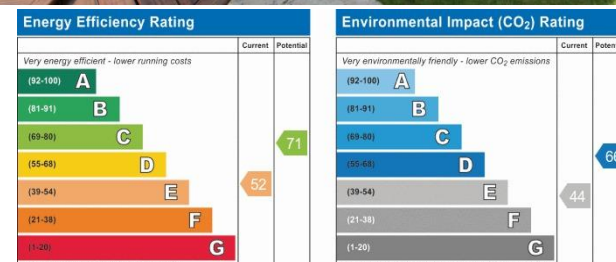 Energy Efficiency Rating
Current Potential
Very energy efficient - lower running costs
(92-100) A
(81-91) B
(69-80) C
71
(55-68) D
(39-54) E
52
(21-38) F
(1-20) G
Environmental Impact (CO₂) Rating
Current Poten
Very environmentally friendly - lower CO₂ emissions
(92-100) A
(81-91) B
(69-80) C
(55-68) D
66
(39-54) E
44
(21-38) F
(1-20) G